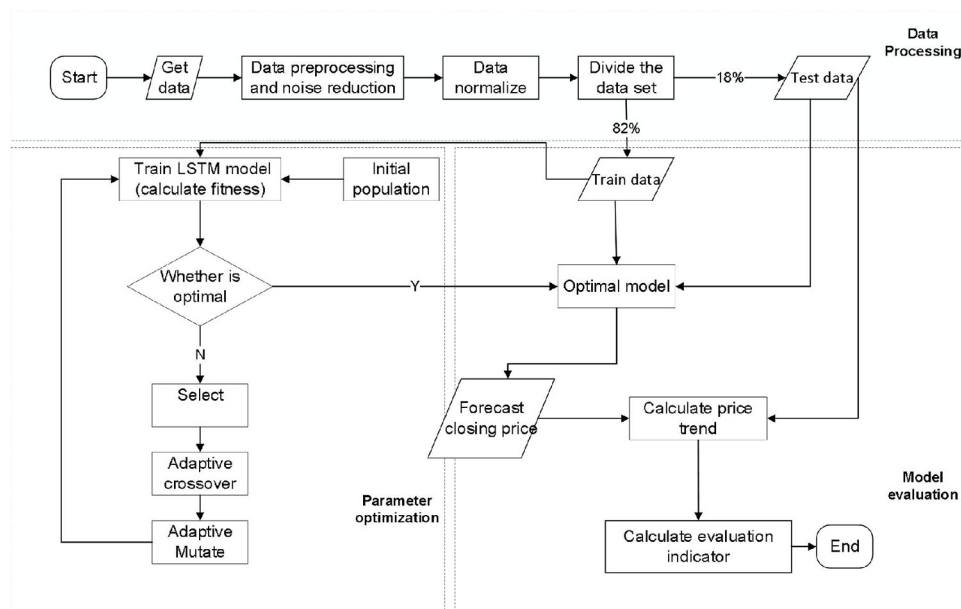 Data
Processing
Start
Get
data
Data preprocessing
and noise reduction
Data
normalize
Divide the
data set
18%
Test data
82%
Train LSTM model
(calculate fitness)
Initial
population
Train data
Whether is
optimal
Y
Optimal model
N
Select
Forecast
closing price
Calculate price
trend
Adaptive
crossover
Parameter
optimization
Model
evaluation
Adaptive
Mutate
Calculate evaluation
indicator
End